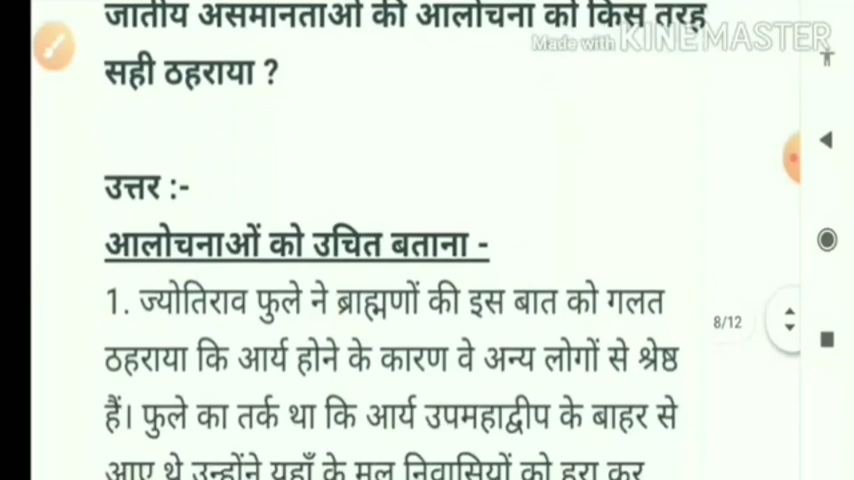 जातीय असमानताओं की आलोचना को किस तरह
Made with KINEMASTER
सही ठहराया ?
उत्तर :-
आलोचनाओं को उचित बताना -
1. ज्योतिराव फुले ने ब्राह्मणों की इस बात को गलत
8/12
ठहराया कि आर्य होने के कारण वे अन्य लोगों से श्रेष्ठ
हैं। फुले का तर्क था कि आर्य उपमहाद्वीप के बाहर से
आए थे उन्होंने यहाँ के मूल निवासियों को हरा कर